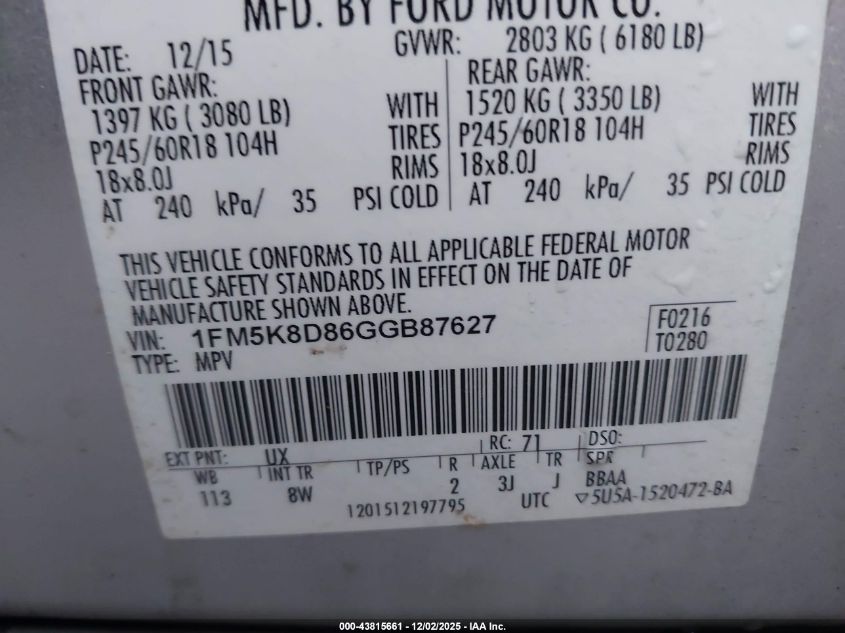 MFD. BY FORD MOTOR CO.
DATE: 12/15 GVWR: 2803 KG ( 6180 LB)
FRONT GAWR: REAR GAWR:
1397 KG ( 3080 LB) WITH 1520 KG ( 3350 LB) WITH
P245/60R18 104H TIRES P245/60R18 104H TIRES
18x8.0J RIMS 18x8.0J RIMS
AT 240 kPa/ 35 PSI COLD AT 240 kPa/ 35 PSI COLD
THIS VEHICLE CONFORMS TO ALL APPLICABLE FEDERAL MOTOR
VEHICLE SAFETY STANDARDS IN EFFECT ON THE DATE OF
MANUFACTURE SHOWN ABOVE.
VIN: 1FM5K8D86GGB87627 F0216
TYPE: MPV T0280
EXT PNT: UX RC: 71 DSO:
WB INT TR TP/PS R AXLE TR SPR
113 8W 2 3J J BBAA
1201512197795 UTC ▽5U5A-1520472-BA
000-43815661 - 12/02/2025 - IAA Inc.